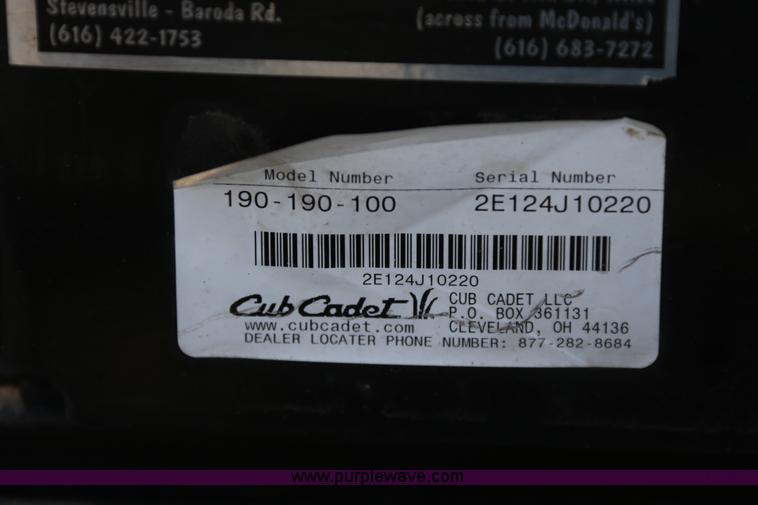 Stevensville - Baroda Rd.
(616) 422-1753
(across from McDonald's)
(616) 683-7272
Model Number Serial Number
190-190-100 2E124J10220
2E124J10220
Cub Cadet
CUB CADET LLC
P.O. BOX 361131
www.cubcadet.com CLEVELAND, OH 44136
DEALER LOCATER PHONE NUMBER: 877-282-8684
www.purplewave.com